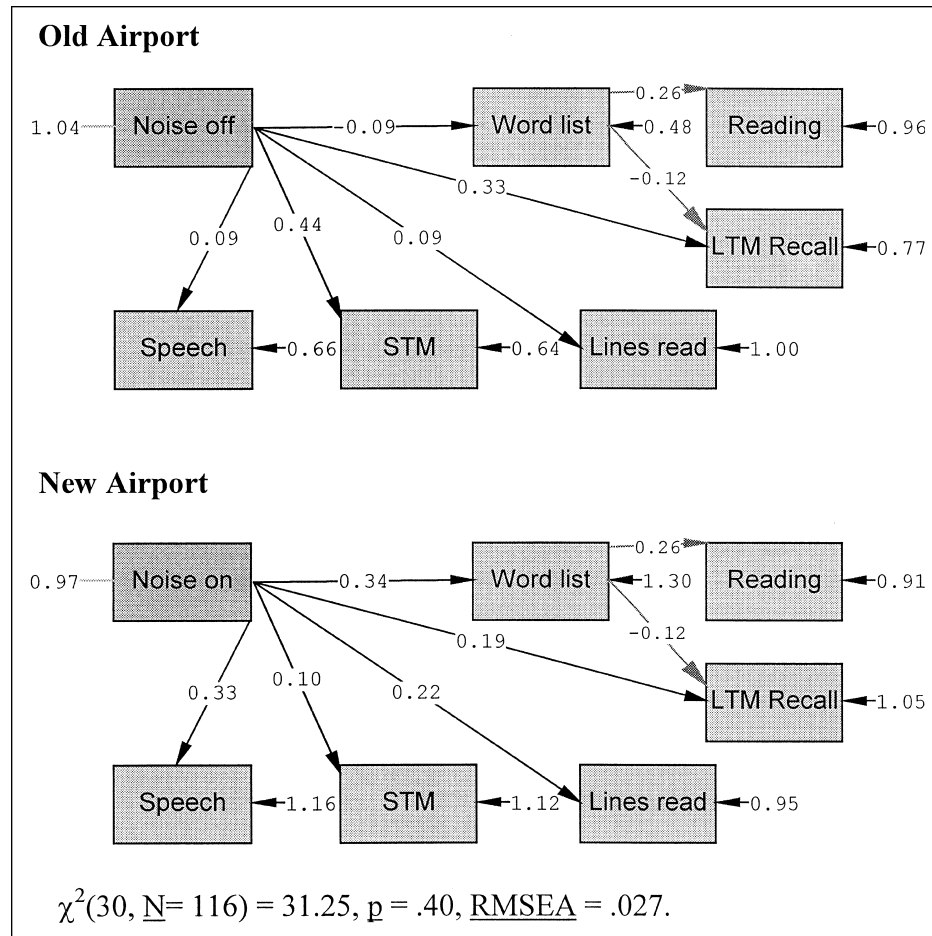 Old Airport
1.04 Noise off -0.09 Word list 0.26 Reading 0.96
0.48
-0.12
0.33
0.09 0.44 0.09 LTM Recall 0.77
Speech 0.66 STM 0.64 Lines read 1.00
New Airport
0.97 Noise on 0.34 Word list 0.26 Reading 0.91
1.30
-0.12
0.19
0.33 0.10 0.22 LTM Recall 1.05
Speech 1.16 STM 1.12 Lines read 0.95
χ²(30, N= 116) = 31.25, p = .40, RMSEA = .027.